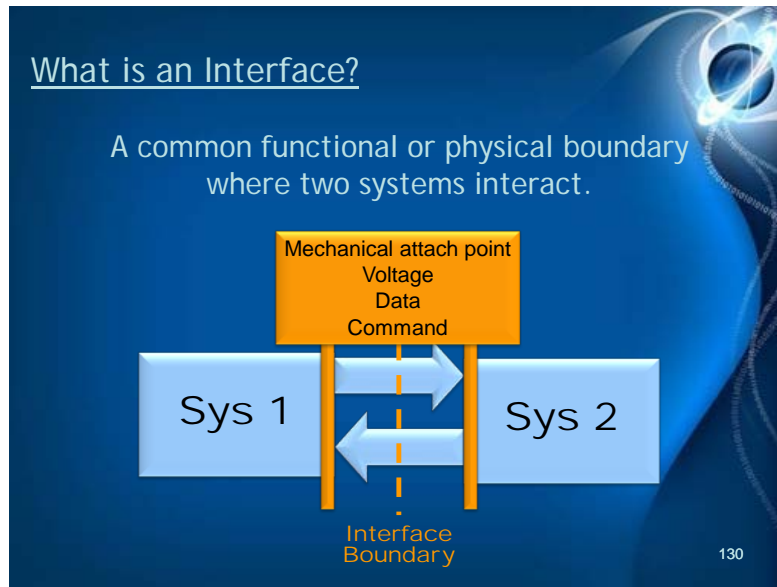 What is an Interface?
A common functional or physical boundary
where two systems interact.
Mechanical attach point
Voltage
Data
Command
Sys 1
Sys 2
Interface
Boundary
130